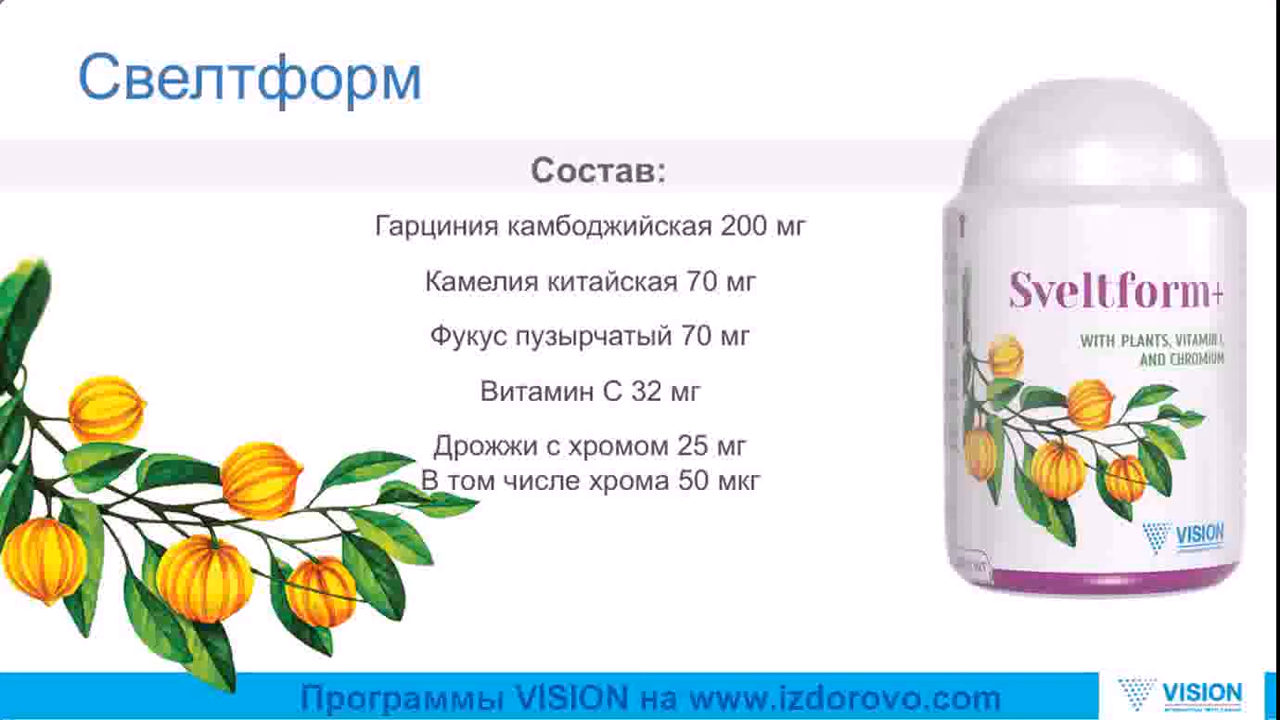 Свелтформ
Состав:
Гарциния камбоджийская 200 мг
Камелия китайская 70 мг
Фукус пузырчатый 70 мг
Витамин С 32 мг
Дрожжи с хромом 25 мг
В том числе хрома 50 мкг
Sveltform+
WITH PLANTS, VITAMIN
AND CHROMIUM
VISION
Программы VISION на www.izdorovo.com
VISION